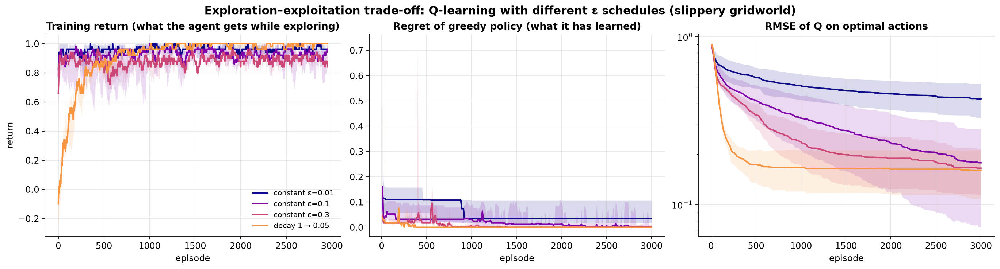 Exploration–exploitation trade-off: Q-learning with different ε schedules (slippery gridworld)
Training return (what the agent gets while exploring)
return
1.0
0.8
0.6
0.4
0.2
0.0
−0.2
0 500 1000 1500 2000 2500 3000
episode
constant ε=0.01
constant ε=0.1
constant ε=0.3
decay 1 → 0.05
Regret of greedy policy (what it has learned)
0.7
0.6
0.5
0.4
0.3
0.2
0.1
0.0
0 500 1000 1500 2000 2500 3000
episode
RMSE of Q on optimal actions
10⁰
10⁻¹
0 500 1000 1500 2000 2500 3000
episode